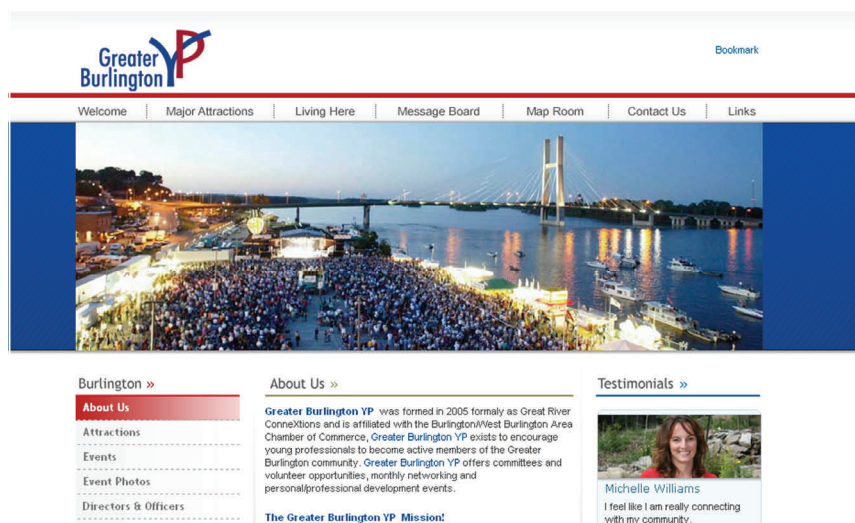 Greater
Burlington YP
Bookmark
Welcome Major Attractions Living Here Message Board Map Room Contact Us Links
Burlington »
About Us
Attractions
Events
Event Photos
Directors & Officers
About Us »
Greater Burlington YP was formed in 2005 formaly as Great River
ConneXtions and is affiliated with the Burlington/West Burlington Area
Chamber of Commerce, Greater Burlington YP exists to encourage
young professionals to become active members of the Greater
Burlington community. Greater Burlington YP offers committees and
volunteer opportunities, monthly networking and
personal/professional development events.
The Greater Burlington YP Mission!
Testimonials »
Michelle Williams
I feel like I am really connecting
with my community.